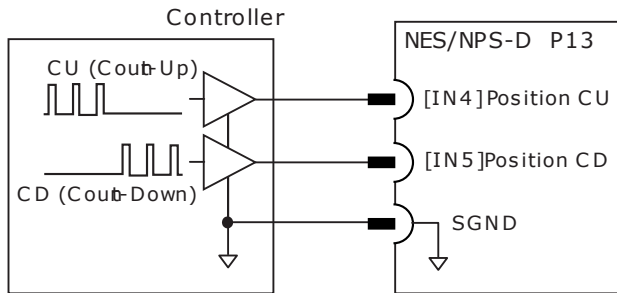 Controller
NES/NPS-D P13
CU (Count-Up)
[IN4]Position CU
[IN5]Position CD
CD (Count-Down)
SGND